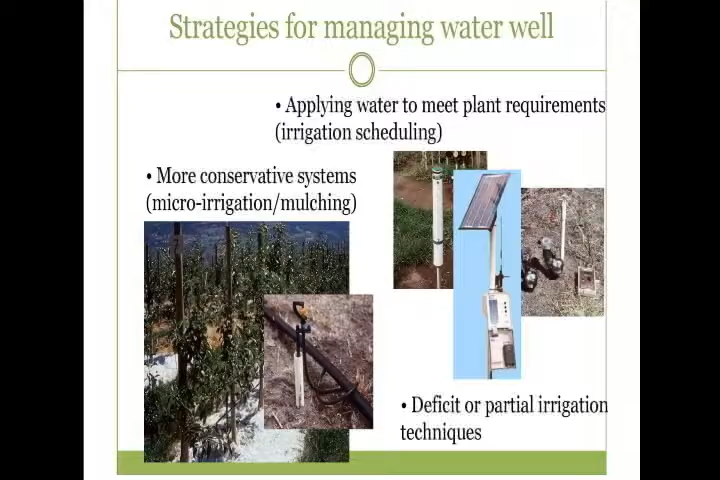 Strategies for managing water well
• Applying water to meet plant requirements
(irrigation scheduling)
• More conservative systems
(micro-irrigation/mulching)
• Deficit or partial irrigation
techniques